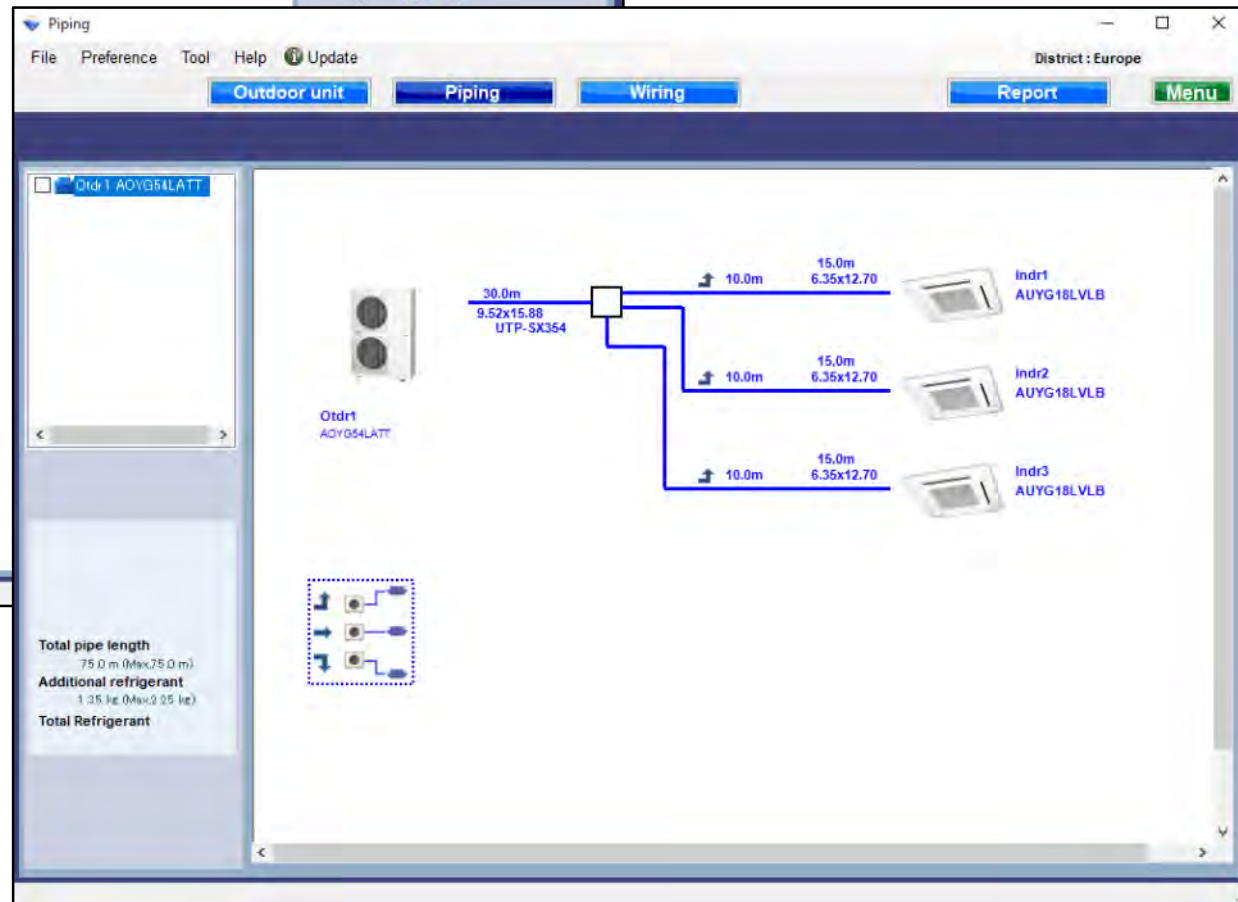 Piping
File Preference Tool Help Update
District : Europe
Outdoor unit Piping Wiring Report Menu
Otdr1 AOYG54LATT
30.0m
9.52x15.88
UTP-SX354
10.0m
15.0m
6.35x12.70
Indr1
AUYG18LVLB
10.0m
15.0m
6.35x12.70
Indr2
AUYG18LVLB
10.0m
15.0m
6.35x12.70
Indr3
AUYG18LVLB
Otdr1
AOYG54LATT
Total pipe length
75.0 m (Max.75.0 m)
Additional refrigerant
1.35 kg (Max.2.25 kg)
Total Refrigerant